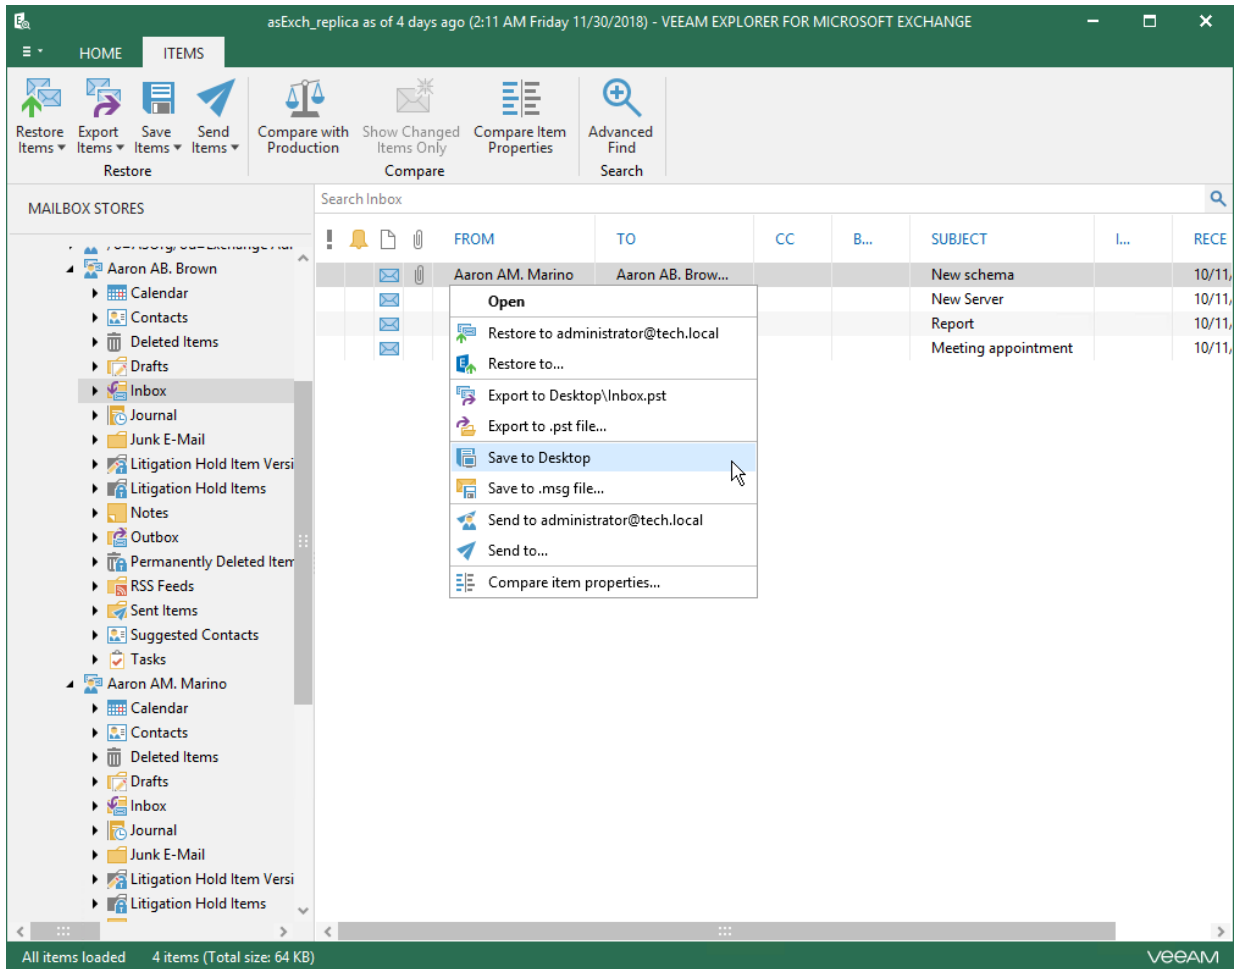 asExch_replica as of 4 days ago (2:11 AM Friday 11/30/2018) - VEEAM EXPLORER FOR MICROSOFT EXCHANGE
HOME ITEMS
Restore Items
Export Items
Save Items
Send Items
Compare with Production
Show Changed Items Only
Compare Item Properties
Advanced Find
Restore Compare Search
MAILBOX STORES
Aaron AB. Brown
Calendar
Contacts
Deleted Items
Drafts
Inbox
Journal
Junk E-Mail
Litigation Hold Item Versi
Litigation Hold Items
Notes
Outbox
Permanently Deleted Item
RSS Feeds
Sent Items
Suggested Contacts
Tasks
Aaron AM. Marino
Calendar
Contacts
Deleted Items
Drafts
Inbox
Journal
Junk E-Mail
Litigation Hold Item Versi
Litigation Hold Items
Search Inbox
FROM TO CC B... SUBJECT I... RECE
Aaron AM. Marino Aaron AB. Brow... New schema 10/11/
New Server 10/11/
Report 10/11/
Meeting appointment 10/11/
Open
Restore to administrator@tech.local
Restore to...
Export to Desktop\Inbox.pst
Export to .pst file...
Save to Desktop
Save to .msg file...
Send to administrator@tech.local
Send to...
Compare item properties...
All items loaded 4 items (Total size: 64 KB) veeAM